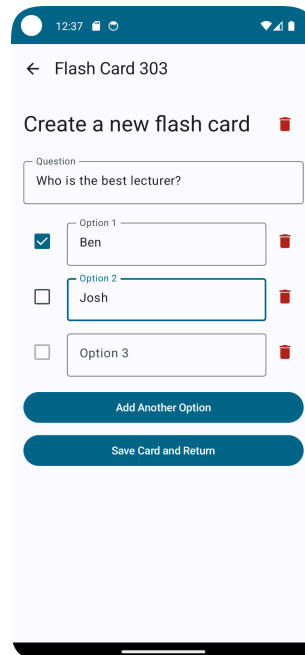 12:37
Flash Card 303
Create a new flash card
Question
Who is the best lecturer?
Option 1
Ben
Option 2
Josh
Option 3
Add Another Option
Save Card and Return